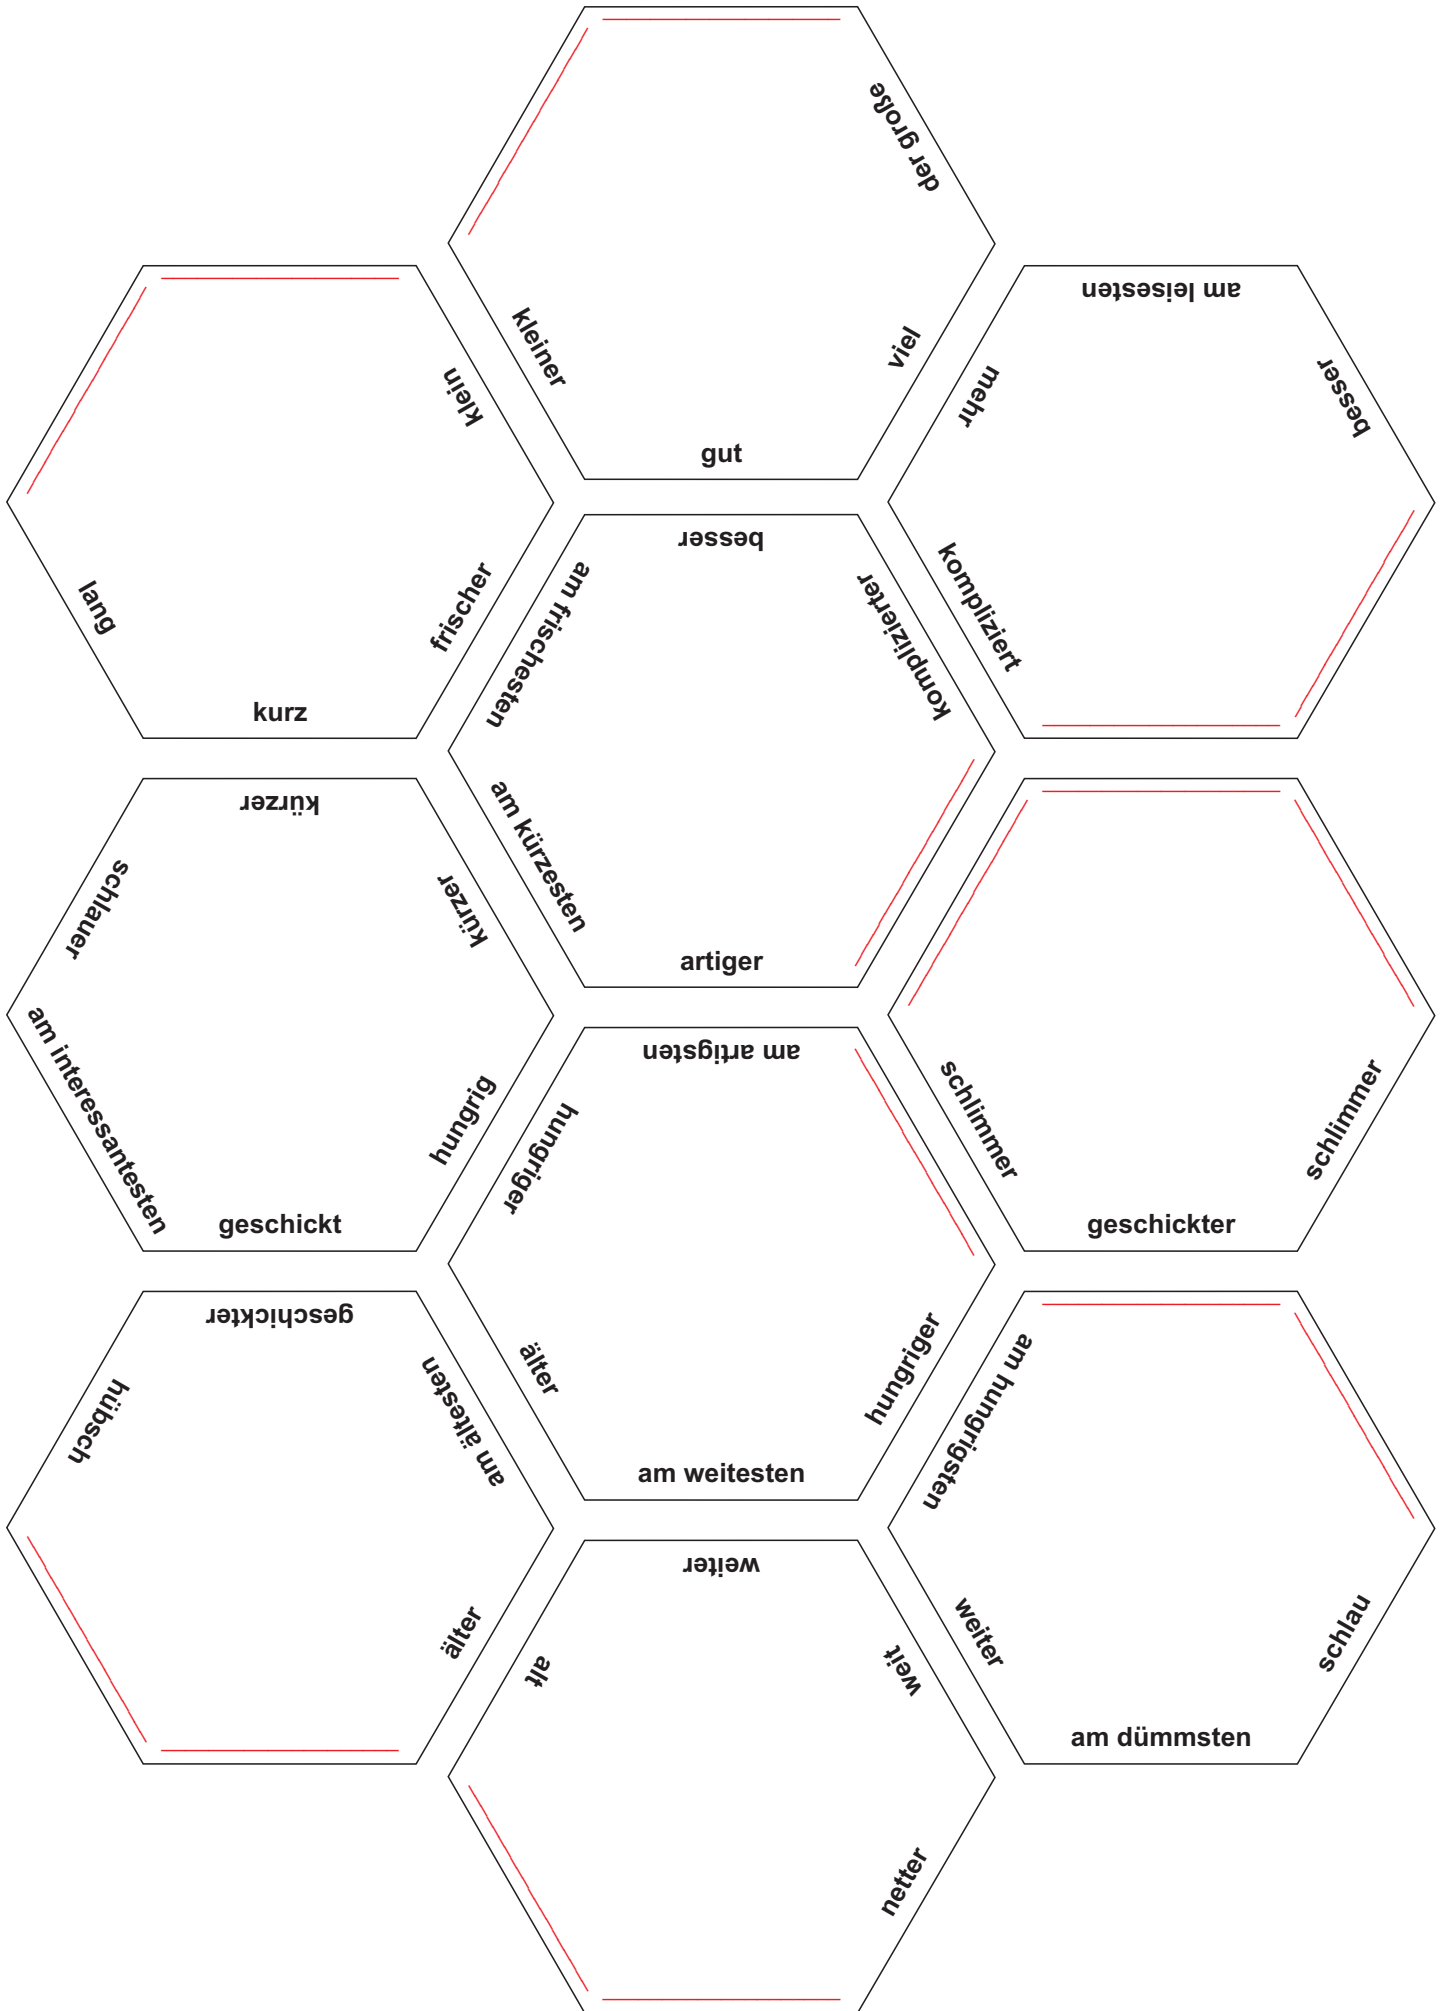 der große
kleiner
viel
gut
klein
lang
frischer
kurz
am leisesten
mehr
besser
kompliziert
besser
am frischesten
komplizierter
am kürzesten
artiger
kürzer
schlauer
kürzer
am interessantesten
hungrig
geschickt
schlimmer
schlimmer
geschickter
am artigsten
hungriger
älter
hungriger
am weitesten
geschickter
hübsch
am ältesten
älter
am hungrigsten
weiter
schlau
am dümmsten
weiter
alt
weit
netter